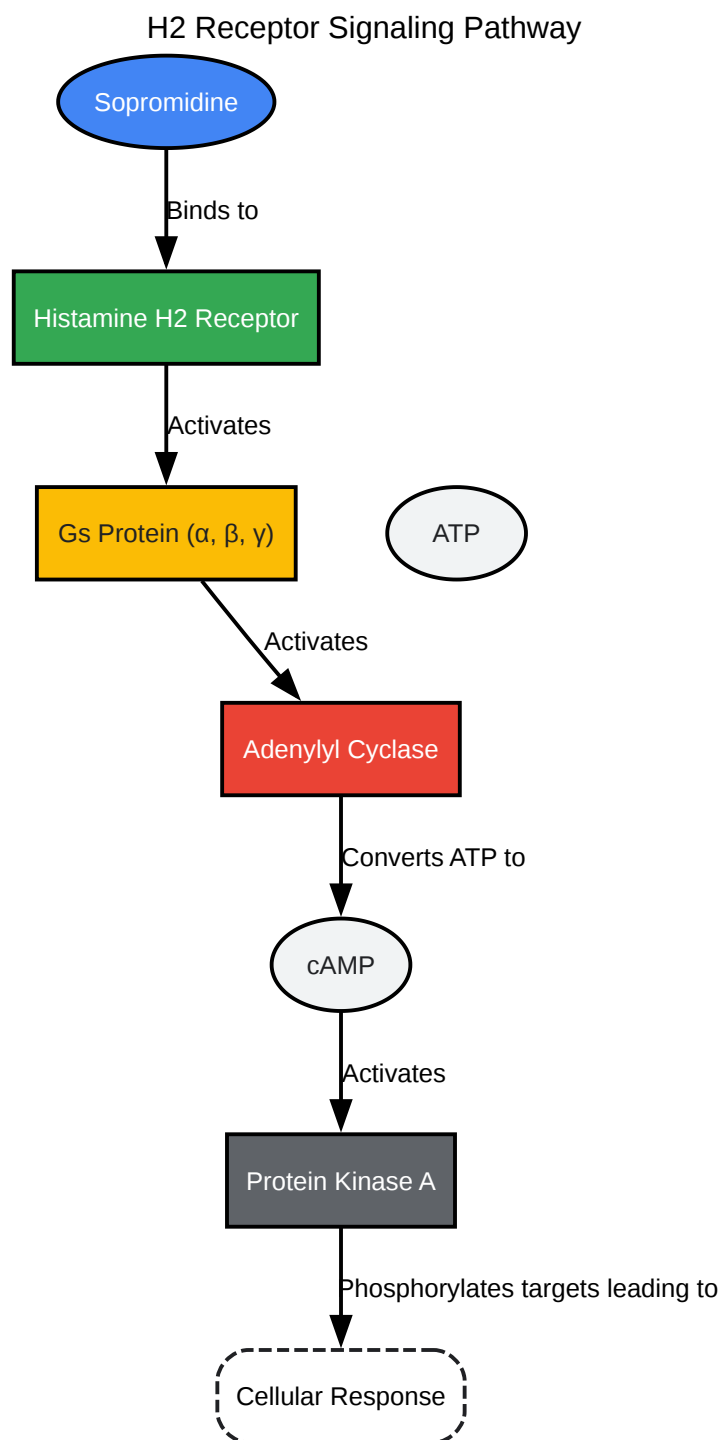 H2 Receptor Signaling Pathway
Sopromidine
Binds to
Histamine H2 Receptor
Activates
Gs Protein (α, β, γ)
ATP
Activates
Adenylyl Cyclase
Converts ATP to
cAMP
Activates
Protein Kinase A
Phosphorylates targets leading to
Cellular Response